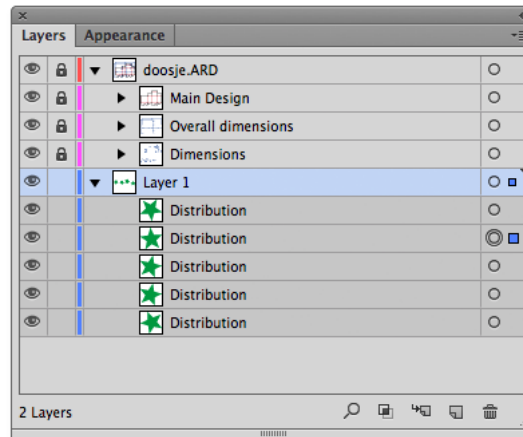 Layers Appearance
doosje.ARD
Main Design
Overall dimensions
Dimensions
Layer 1
Distribution
Distribution
Distribution
Distribution
Distribution
2 Layers